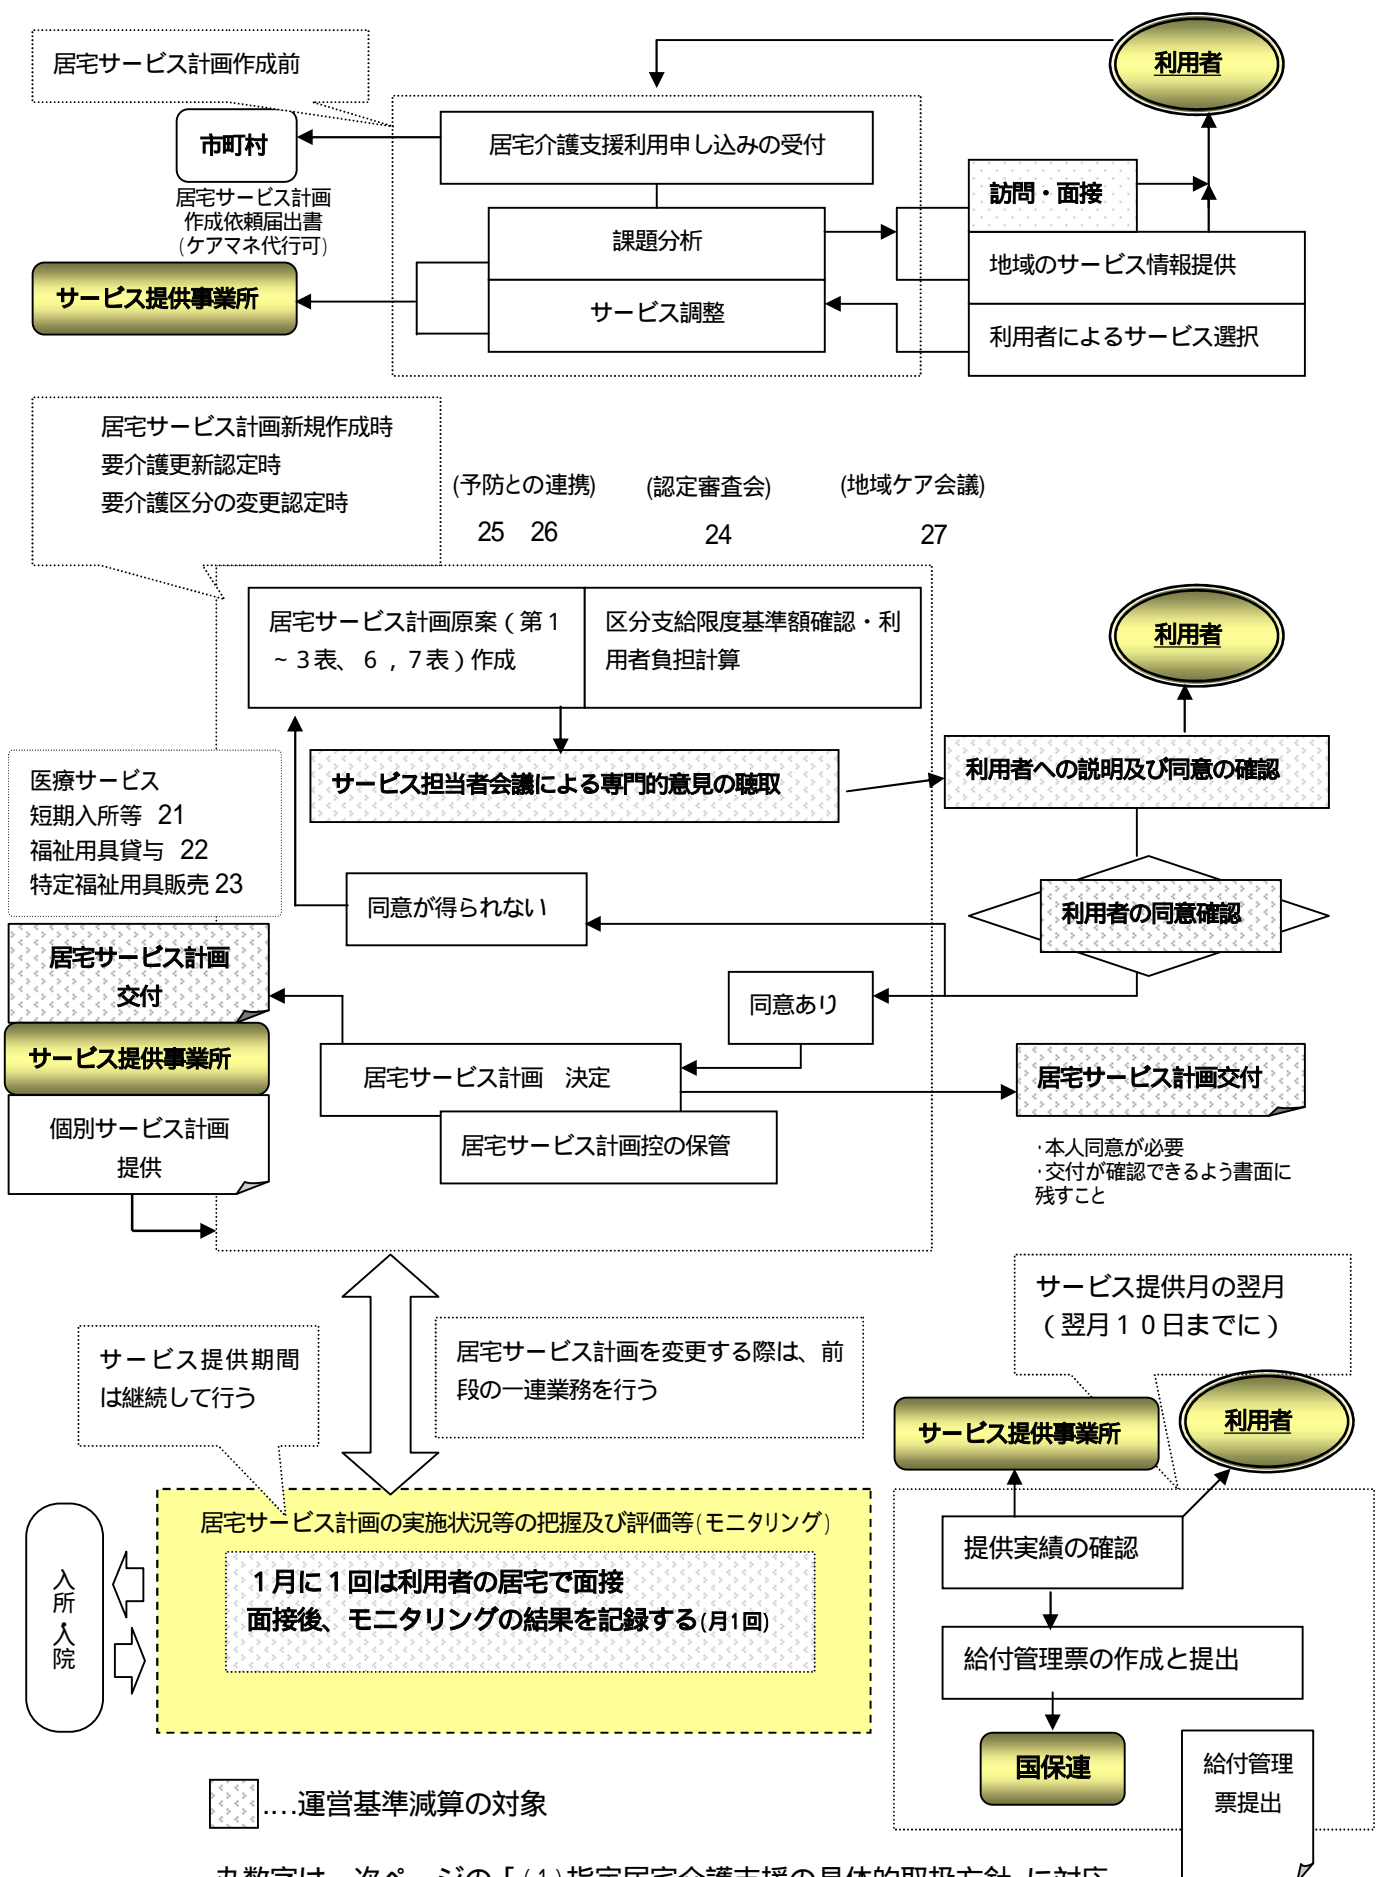 居宅サービス計画作成前
利用者
市町村
居宅介護支援利用申し込みの受付
居宅サービス計画
作成依頼届出書
(ケアマネ代行可)
訪問・面接
課題分析
地域のサービス情報提供
サービス提供事業所
サービス調整
利用者によるサービス選択
居宅サービス計画新規作成時
要介護更新認定時
要介護区分の変更認定時
(予防との連携) (認定審査会) (地域ケア会議)
25 26 24 27
居宅サービス計画原案（第１
~３表、６，７表）作成
区分支給限度基準額確認・利
用者負担計算
利用者
サービス担当者会議による専門的意見の聴取
利用者への説明及び同意の確認
医療サービス
短期入所等 21
福祉用具貸与 22
特定福祉用具販売 23
同意が得られない
利用者の同意確認
居宅サービス計画
交付
同意あり
サービス提供事業所
居宅サービス計画　決定
居宅サービス計画交付
個別サービス計画
提供
居宅サービス計画控の保管
・本人同意が必要
・交付が確認できるよう書面に
残すこと
サービス提供月の翌月
（翌月１０日までに）
サービス提供期間
は継続して行う
居宅サービス計画を変更する際は、前
段の一連業務を行う
サービス提供事業所
利用者
居宅サービス計画の実施状況等の把握及び評価等(モニタリング)
１月に１回は利用者の居宅で面接
面接後、モニタリングの結果を記録する(月1回)
入所・入院
提供実績の確認
給付管理票の作成と提出
国保連
給付管理
票提出
....運営基準減算の対象